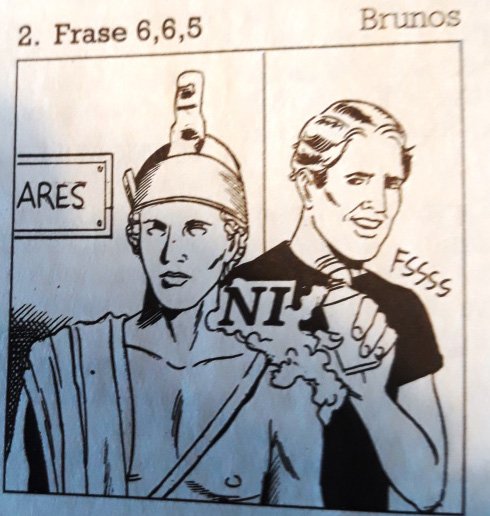 2. Frase 6,6,5
Brunos
ARES
FSSSS
NI